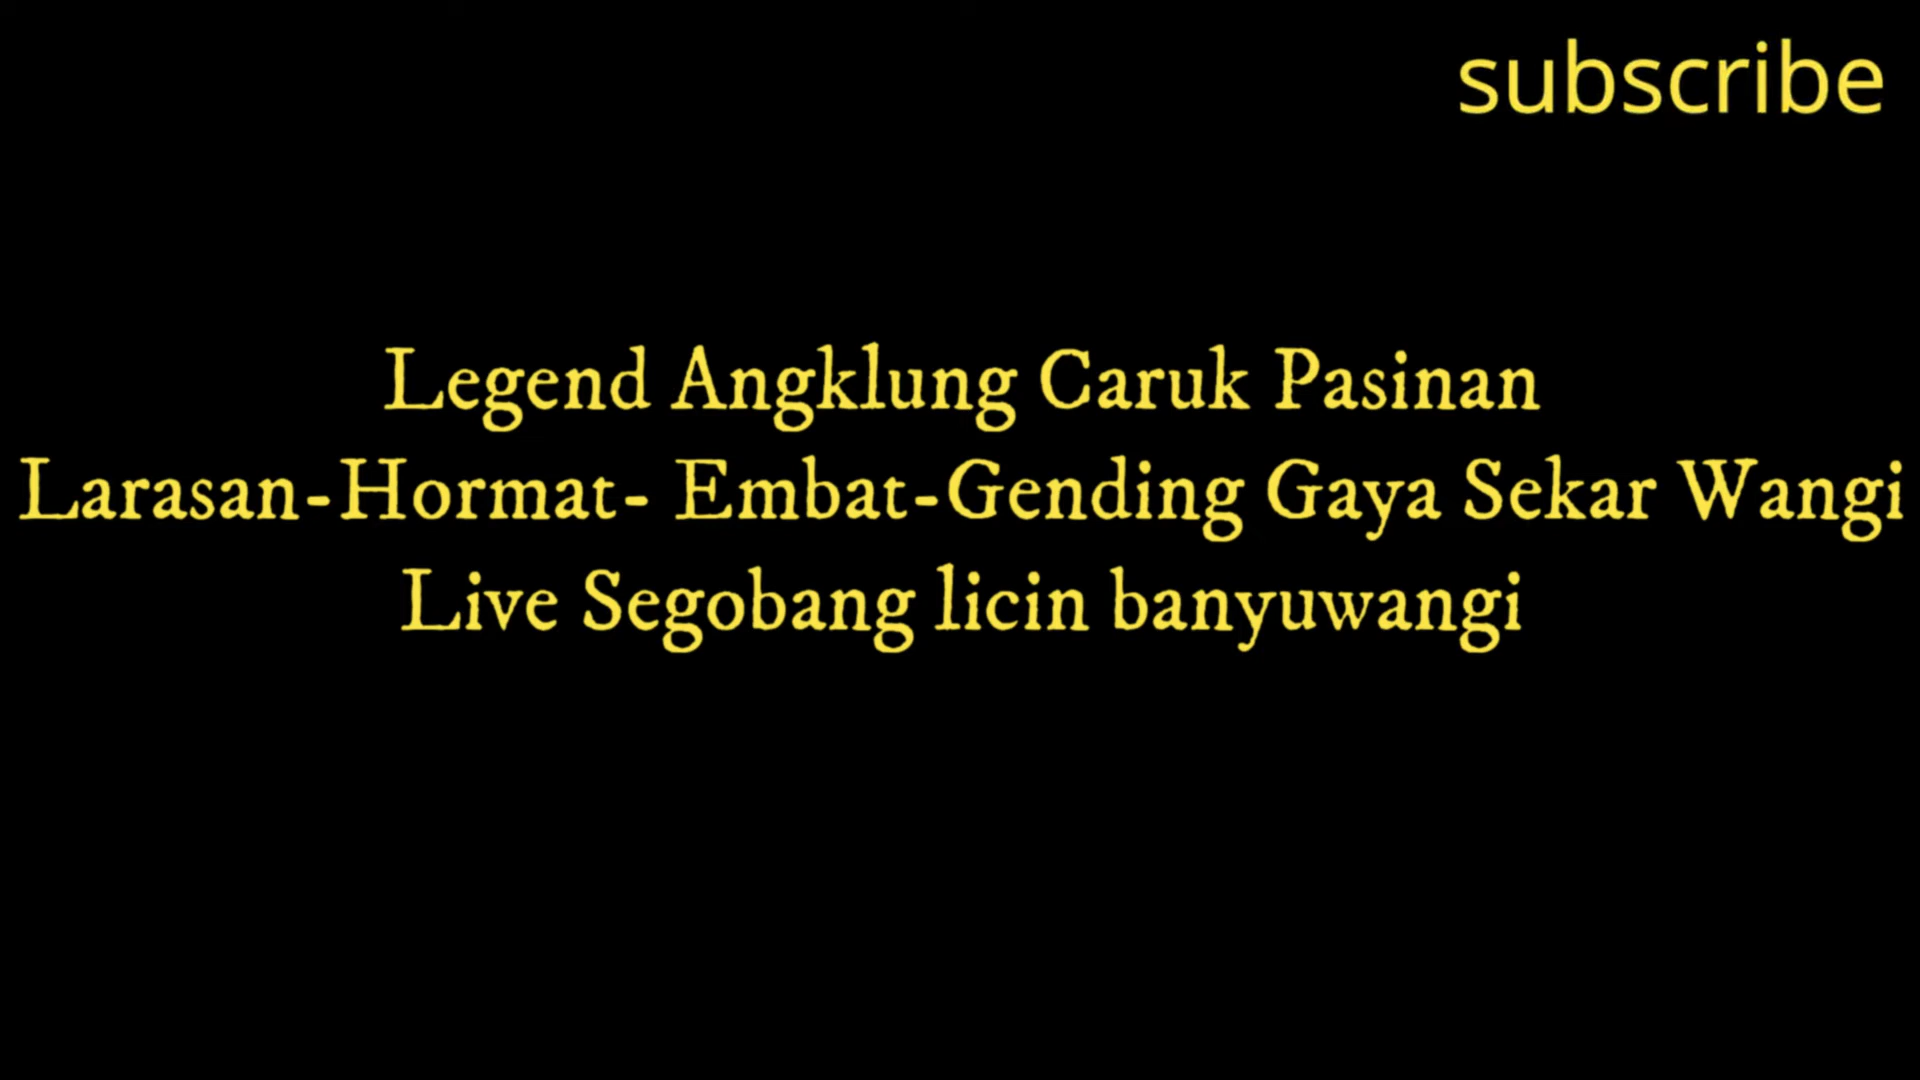 subscribe
Legend Angklung Caruk Pasinan
Larasan-Hormat- Embat-Gending Gaya Sekar Wangi
Live Segobang licin banyuwangi